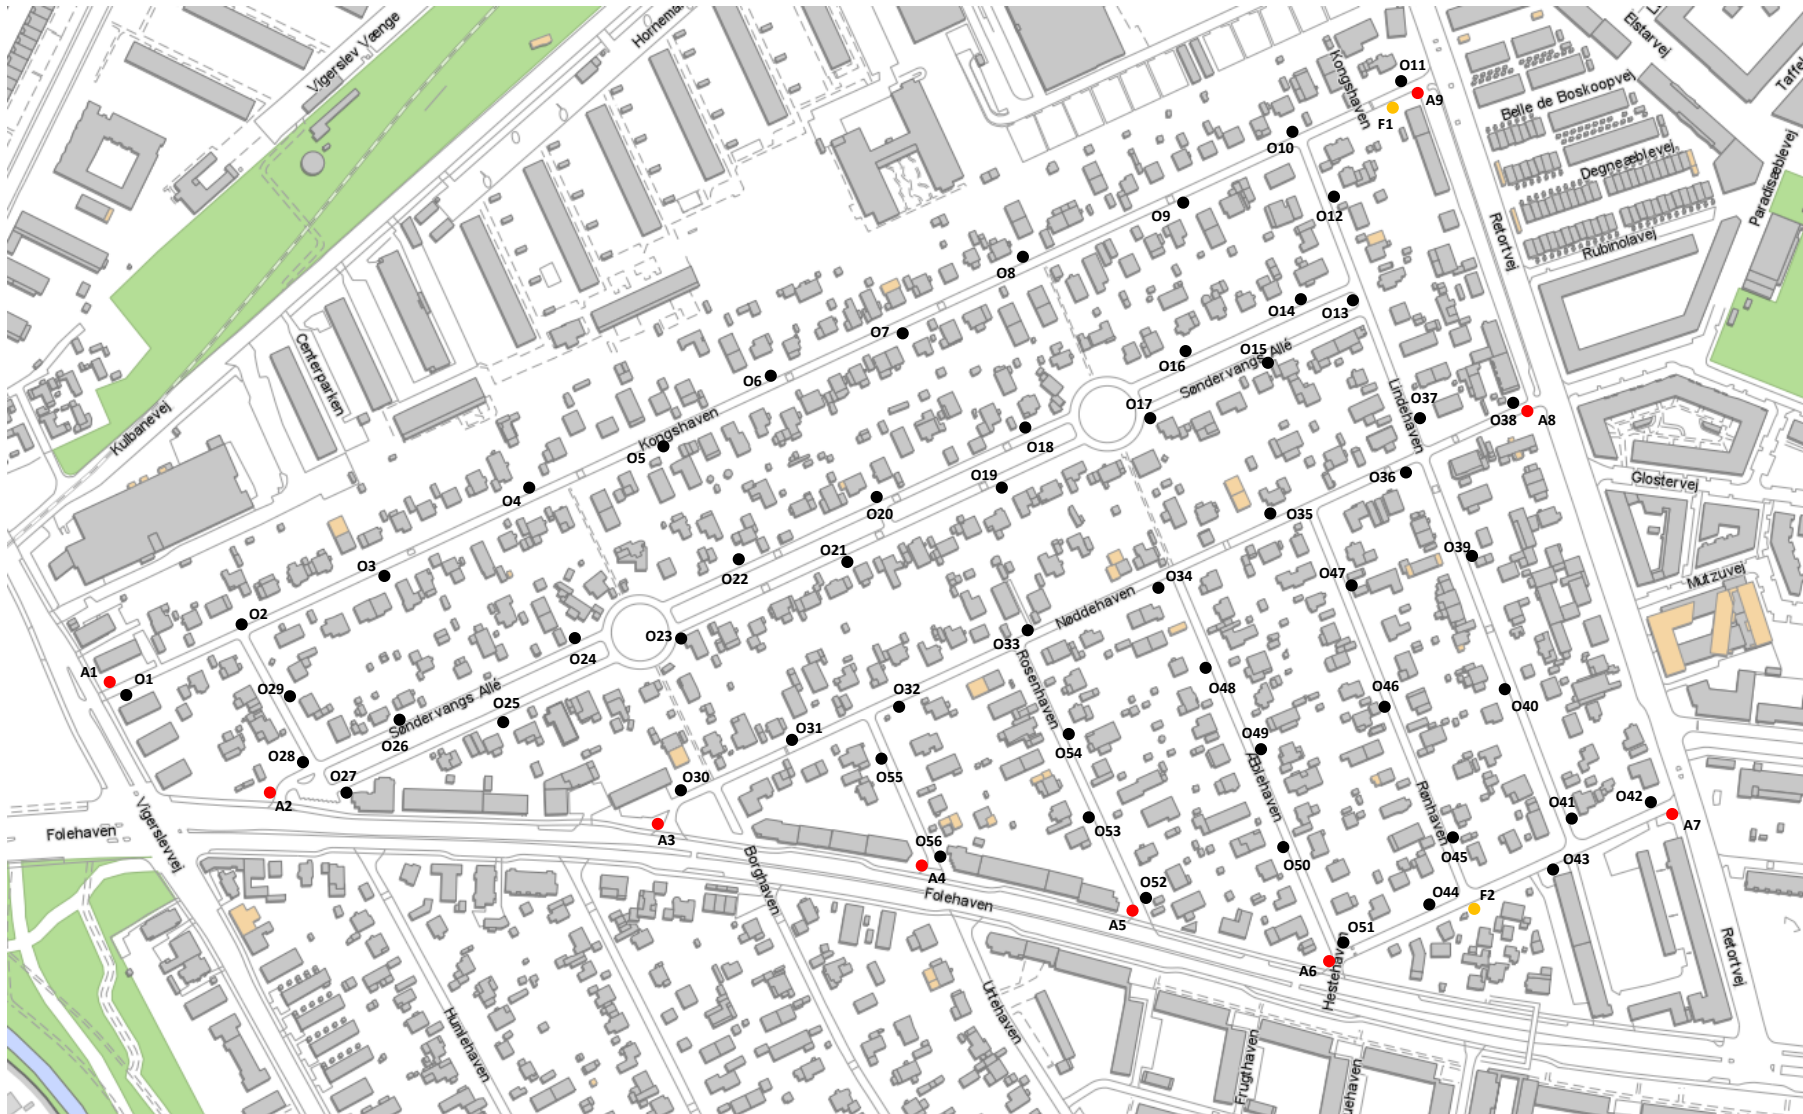 Vigerslev Vænge
Hornema
Elstarvej
Taffel
Kongshaven
O11
A9
F1
Belle de Boskoopvej
O10
Degneæblevej
Paradisæblevej
O12
O9
Retortvej
Rubinolavej
O8
O14
O13
O7
Centerparken
O16
O15
Søndervangs Allé
O6
Lindehaven
O37
O38
A8
Kulbanevej
Kongshaven
O17
O5
O18
O36
Glostervej
O4
O19
O20
O35
O39
O3
O21
O22
O47
Mutzuvej
O34
Nøddehaven
O2
O23
O33
O24
Rosenhaven
A1
O1
O29
O48
Søndervangs Allé
O25
O32
O46
O40
O26
O31
O54
O49
O28
O55
Æblehaven
O27
O30
A2
Rønhaven
O41
O42
A7
Vigerslevvej
Folehaven
A3
O53
O56
O45
O50
Borghaven
A4
O43
O52
Folehaven
O44
F2
A5
O51
A6
Hestehaven
Retortvej
Humlehaven
Urtehaven
Frugthaven
uehaven